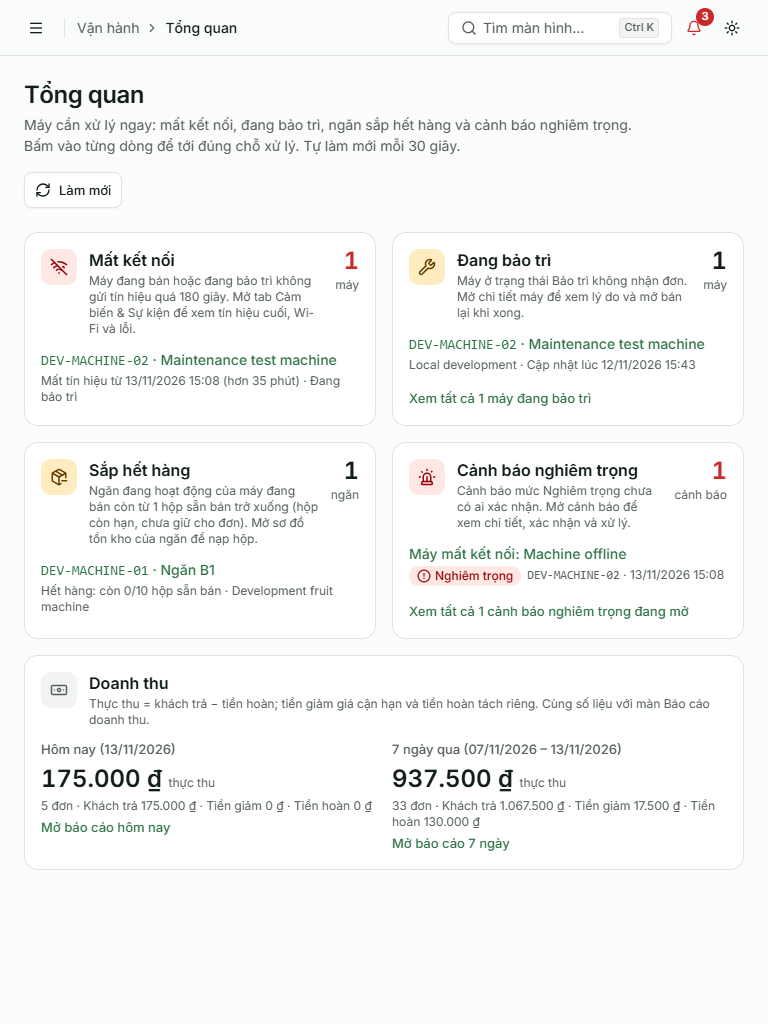 Vận hành > Tổng quan
Tìm màn hình... Ctrl K
3
Tổng quan
Máy cần xử lý ngay: mất kết nối, đang bảo trì, ngăn sắp hết hàng và cảnh báo nghiêm trọng.
Bấm vào từng dòng để tới đúng chỗ xử lý. Tự làm mới mỗi 30 giây.
Làm mới
Mất kết nối
1
máy
Máy đang bán hoặc đang bảo trì không
gửi tín hiệu quá 180 giây. Mở tab Cảm
biến & Sự kiện để xem tín hiệu cuối, Wi-
Fi và lỗi.
DEV-MACHINE-02 · Maintenance test machine
Mất tín hiệu từ 13/11/2026 15:08 (hơn 35 phút) · Đang
bảo trì
Đang bảo trì
1
máy
Máy ở trạng thái Bảo trì không nhận đơn.
Mở chi tiết máy để xem lý do và mở bán
lại khi xong.
DEV-MACHINE-02 · Maintenance test machine
Local development · Cập nhật lúc 12/11/2026 15:43
Xem tất cả 1 máy đang bảo trì
Sắp hết hàng
1
ngăn
Ngăn đang hoạt động của máy đang
bán còn từ 1 hộp sẵn bán trở xuống (hộp
còn hạn, chưa giữ cho đơn). Mở sơ đồ
tồn kho của ngăn để nạp hộp.
DEV-MACHINE-01 · Ngăn B1
Hết hàng: còn 0/10 hộp sẵn bán · Development fruit
machine
Cảnh báo nghiêm trọng
1
cảnh báo
Cảnh báo mức Nghiêm trọng chưa
có ai xác nhận. Mở cảnh báo để
xem chi tiết, xác nhận và xử lý.
Máy mất kết nối: Machine offline
Nghiêm trọng DEV-MACHINE-02 · 13/11/2026 15:08
Xem tất cả 1 cảnh báo nghiêm trọng đang mở
Doanh thu
Thực thu = khách trả − tiền hoàn; tiền giảm giá cận hạn và tiền hoàn tách riêng. Cùng số liệu với màn Báo cáo
doanh thu.
Hôm nay (13/11/2026)
175.000 ₫ thực thu
5 đơn · Khách trả 175.000 ₫ · Tiền giảm 0 ₫ · Tiền hoàn 0 ₫
Mở báo cáo hôm nay
7 ngày qua (07/11/2026 – 13/11/2026)
937.500 ₫ thực thu
33 đơn · Khách trả 1.067.500 ₫ · Tiền giảm 17.500 ₫ · Tiền
hoàn 130.000 ₫
Mở báo cáo 7 ngày